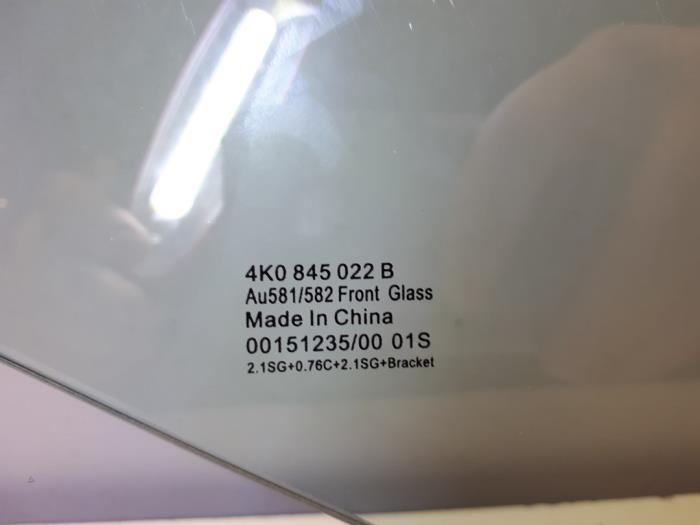 4K0 845 022 B
Au581/582 Front Glass
Made In China
00151235/00 01S
2.1SG+0.76C+2.1SG+Bracket